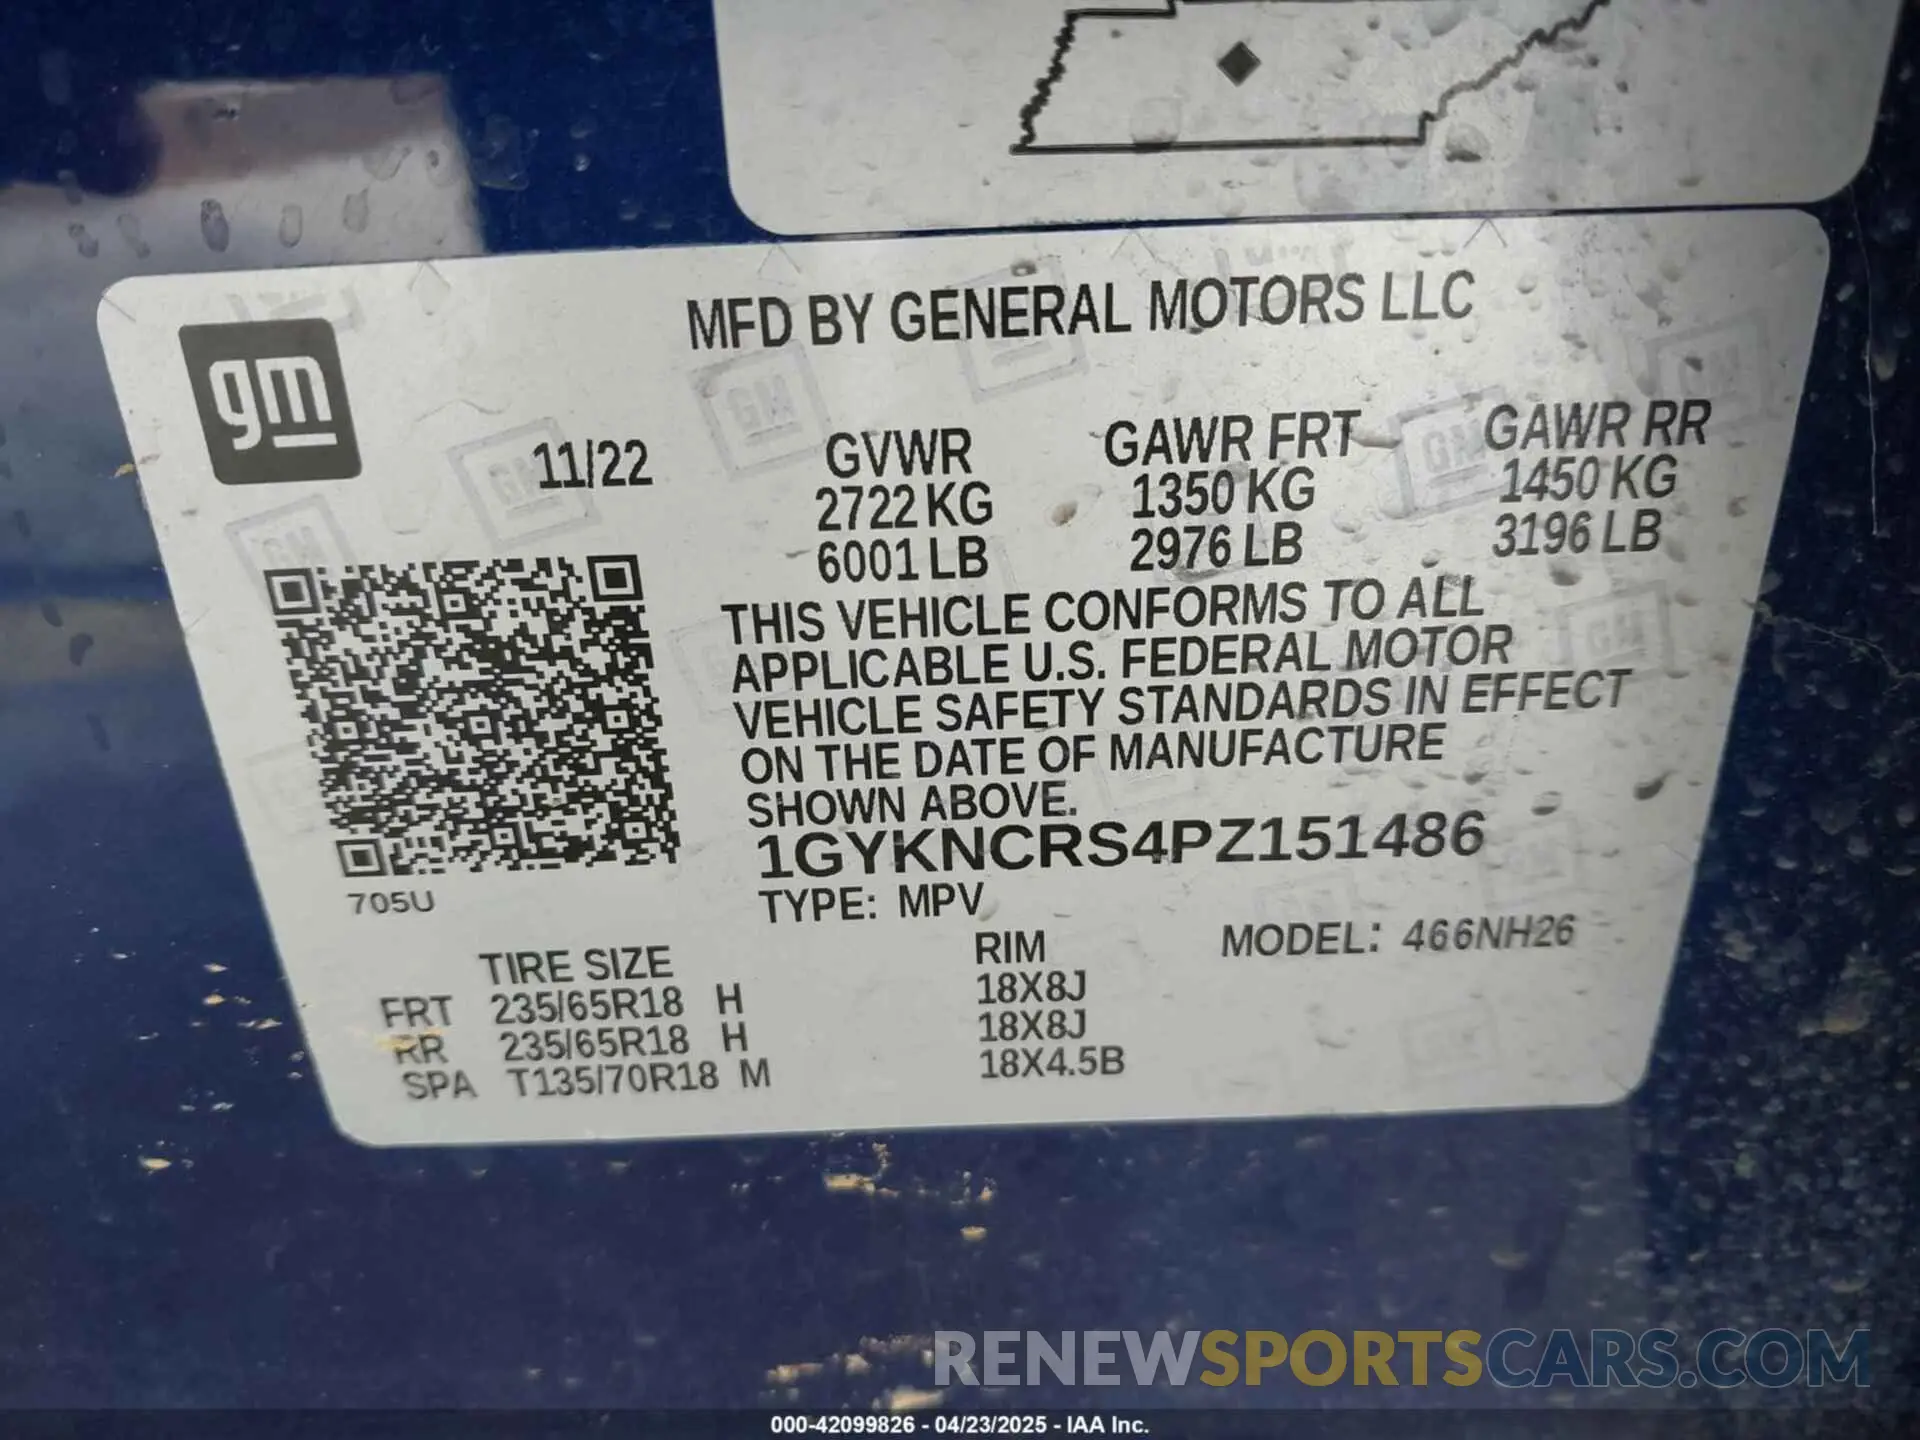 MFD BY GENERAL MOTORS LLC
gm
11/22 GVWR GAWR FRT GAWR RR
2722 KG 1350 KG 1450 KG
6001 LB 2976 LB 3196 LB
THIS VEHICLE CONFORMS TO ALL
APPLICABLE U.S. FEDERAL MOTOR
VEHICLE SAFETY STANDARDS IN EFFECT
ON THE DATE OF MANUFACTURE
SHOWN ABOVE.
1GYKNCRS4PZ151486
705U
TYPE: MPV
TIRE SIZE RIM MODEL: 466NH26
FRT 235/65R18 H 18X8J
RR 235/65R18 H 18X8J
SPA T135/70R18 M 18X4.5B
RENEWSPORTSCARS.COM
000-42099826 - 04/23/2025 - IAA Inc.